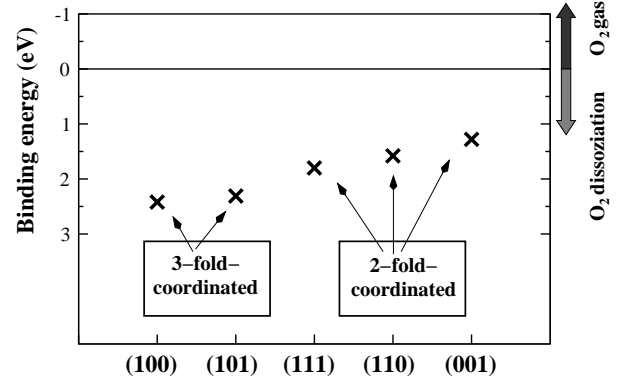 -1
0
1
2
3
Binding energy (eV)
O2 gas
O2 dissoziation
3-fold-
coordinated
2-fold-
coordinated
(100)
(101)
(111)
(110)
(001)